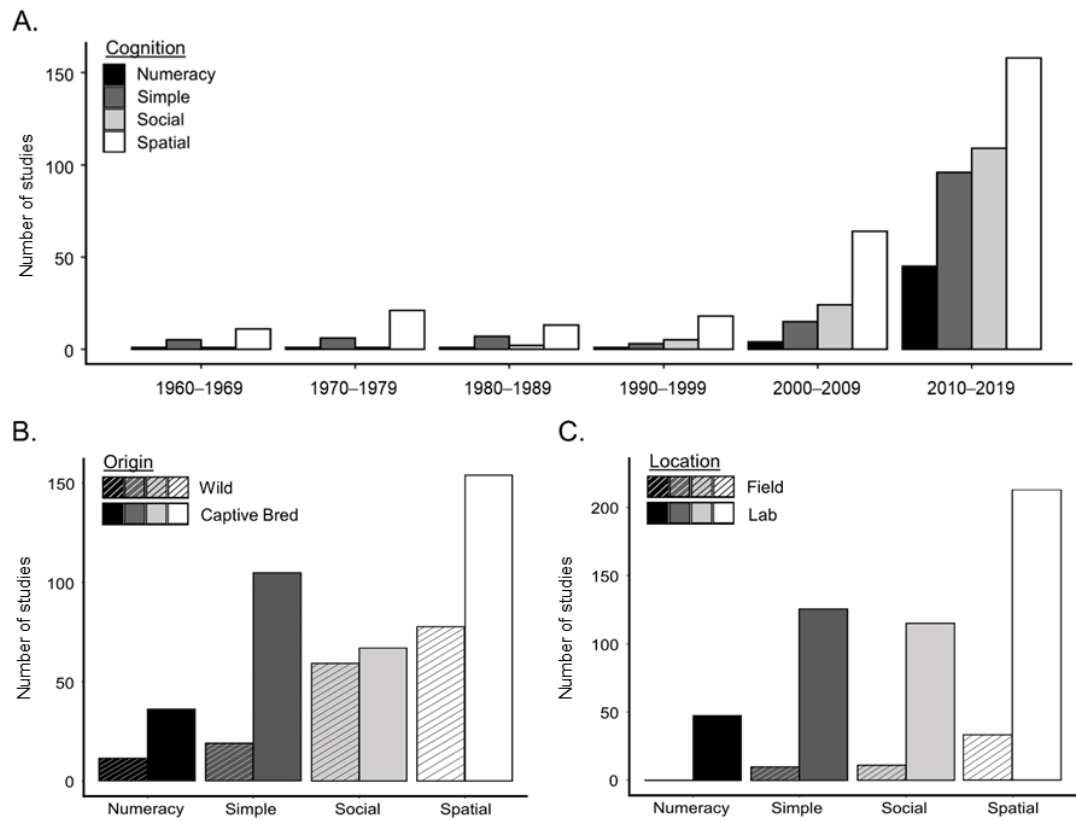 A.
Cognition
Numeracy
Simple
Social
Spatial
Number of studies
150
100
50
0
1960–1969 1970–1979 1980–1989 1990–1999 2000–2009 2010–2019
B.
Origin
Wild
Captive Bred
Number of studies
150
100
50
0
Numeracy Simple Social Spatial
C.
Location
Field
Lab
Number of studies
200
150
100
50
0
Numeracy Simple Social Spatial